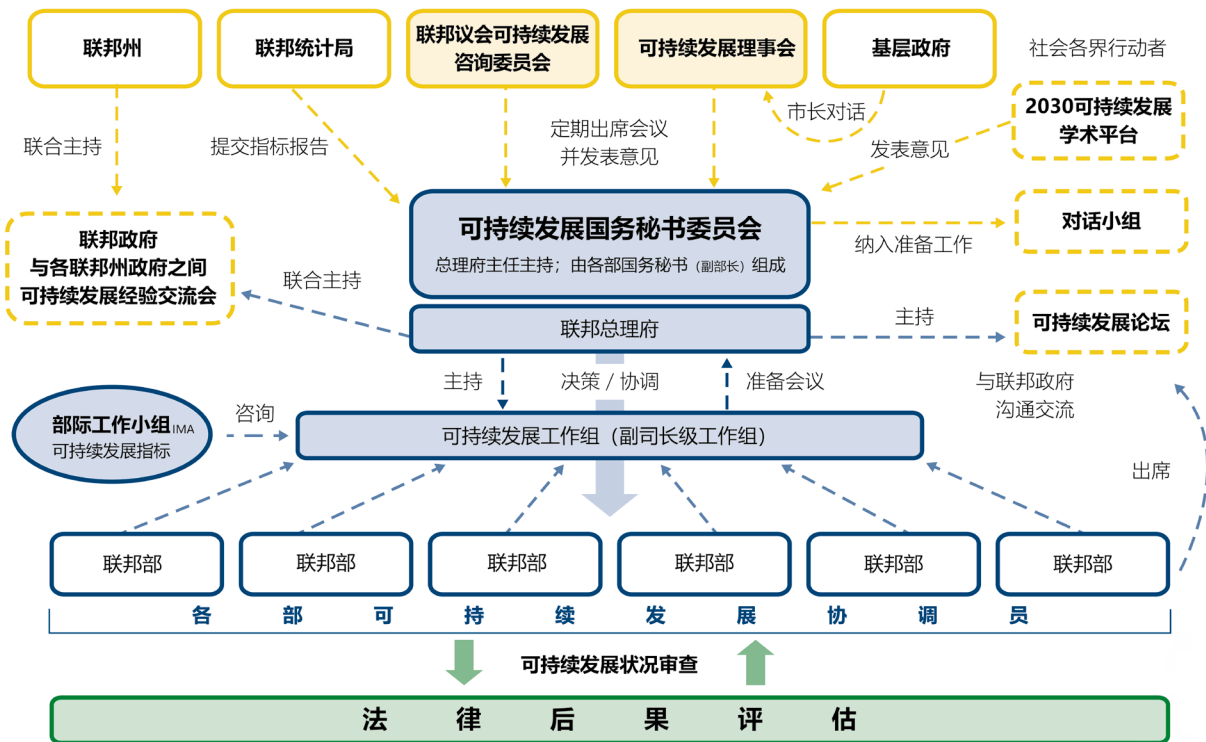 联邦州
联邦统计局
联邦议会可持续发展
咨询委员会
可持续发展理事会
基层政府
社会各界行动者
2030可持续发展
学术平台
市长对话
联合主持
提交指标报告
定期出席会议
并发表意见
发表意见
可持续发展国务秘书委员会
总理府主任主持；由各部国务秘书（副部长）组成
对话小组
纳入准备工作
联邦政府
与各联邦州政府之间
可持续发展经验交流会
联合主持
联邦总理府
主持
可持续发展论坛
主持
决策 / 协调
准备会议
与联邦政府
沟通交流
部际工作小组IMA
可持续发展指标
咨询
可持续发展工作组（副司长级工作组）
出席
联邦部
联邦部
联邦部
联邦部
联邦部
联邦部
各部可持续发展协调员
可持续发展状况审查
法律后果评估